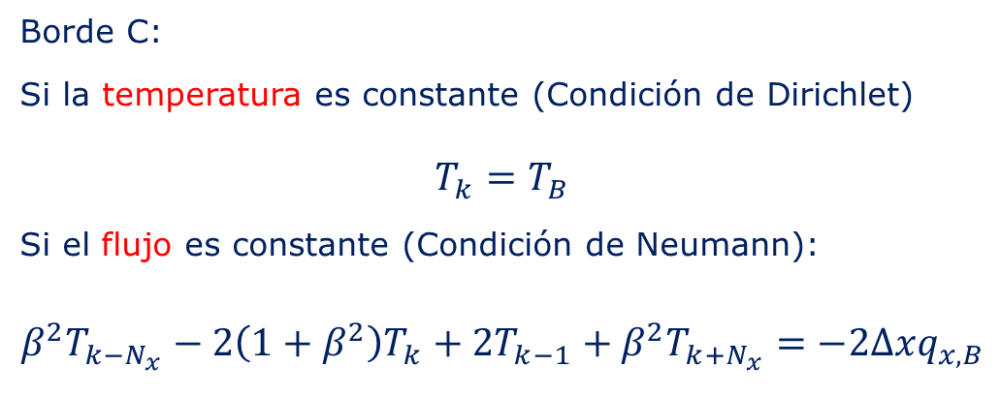 Borde C:
Si la temperatura es constante (Condición de Dirichlet)
$T_k = T_B$
Si el flujo es constante (Condición de Neumann):
$\beta^2 T_{k-N_x} - 2(1 + \beta^2)T_k + 2T_{k-1} + \beta^2 T_{k+N_x} = -2\Delta x q_{x,B}$